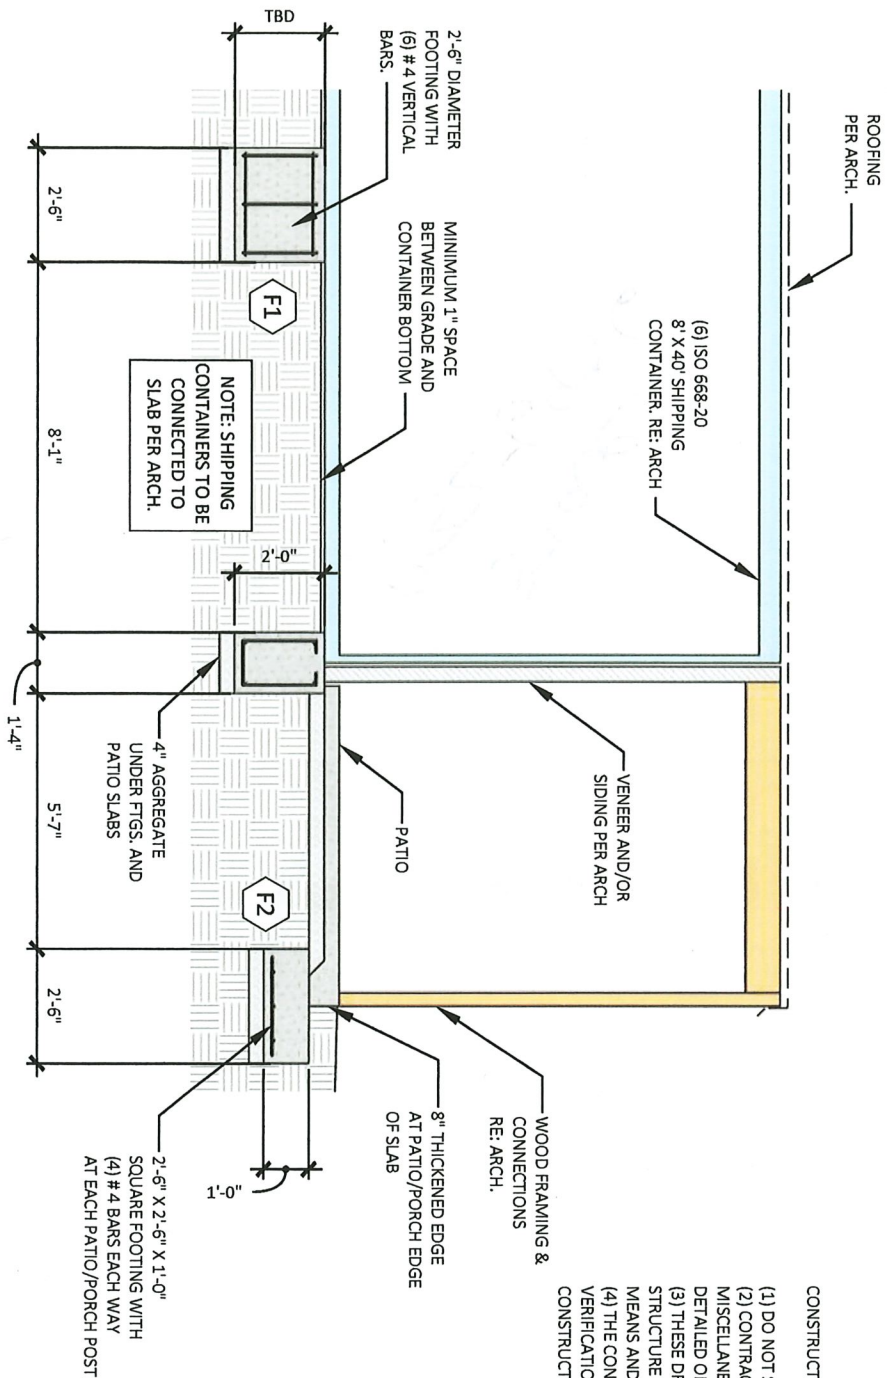 ROOFING
PER ARCH.
(6) ISO 668-20
8' X 40' SHIPPING
CONTAINER. RE: ARCH
MINIMUM 1" SPACE
BETWEEN GRADE AND
CONTAINER BOTTOM
2'-6" DIAMETER
FOOTING WITH
(6) # 4 VERTICAL
BARS.
TBD
F1
NOTE: SHIPPING
CONTAINERS TO BE
CONNECTED TO
SLAB PER ARCH.
2'-0"
2'-6"
8'-1"
1'-4"
5'-7"
2'-6"
VENEER AND/OR
SIDING PER ARCH
PATIO
4" AGGREGATE
UNDER FTGS. AND
PATIO SLABS
F2
WOOD FRAMING &
CONNECTIONS
RE: ARCH.
8" THICKENED EDGE
AT PATIO/PORCH EDGE
OF SLAB
1'-0"
2'-6" X 2'-6" X 1'-0"
SQUARE FOOTING WITH
(4) # 4 BARS EACH WAY
AT EACH PATIO/PORCH POST
CONSTRUCT
(1) DO NOT
(2) CONTRAC
MISCELLANE
DETAILED O
(3) THESE D
STRUCTURE
MEANS AND
(4) THE CON
VERIFICATIO
CONSTRUCT